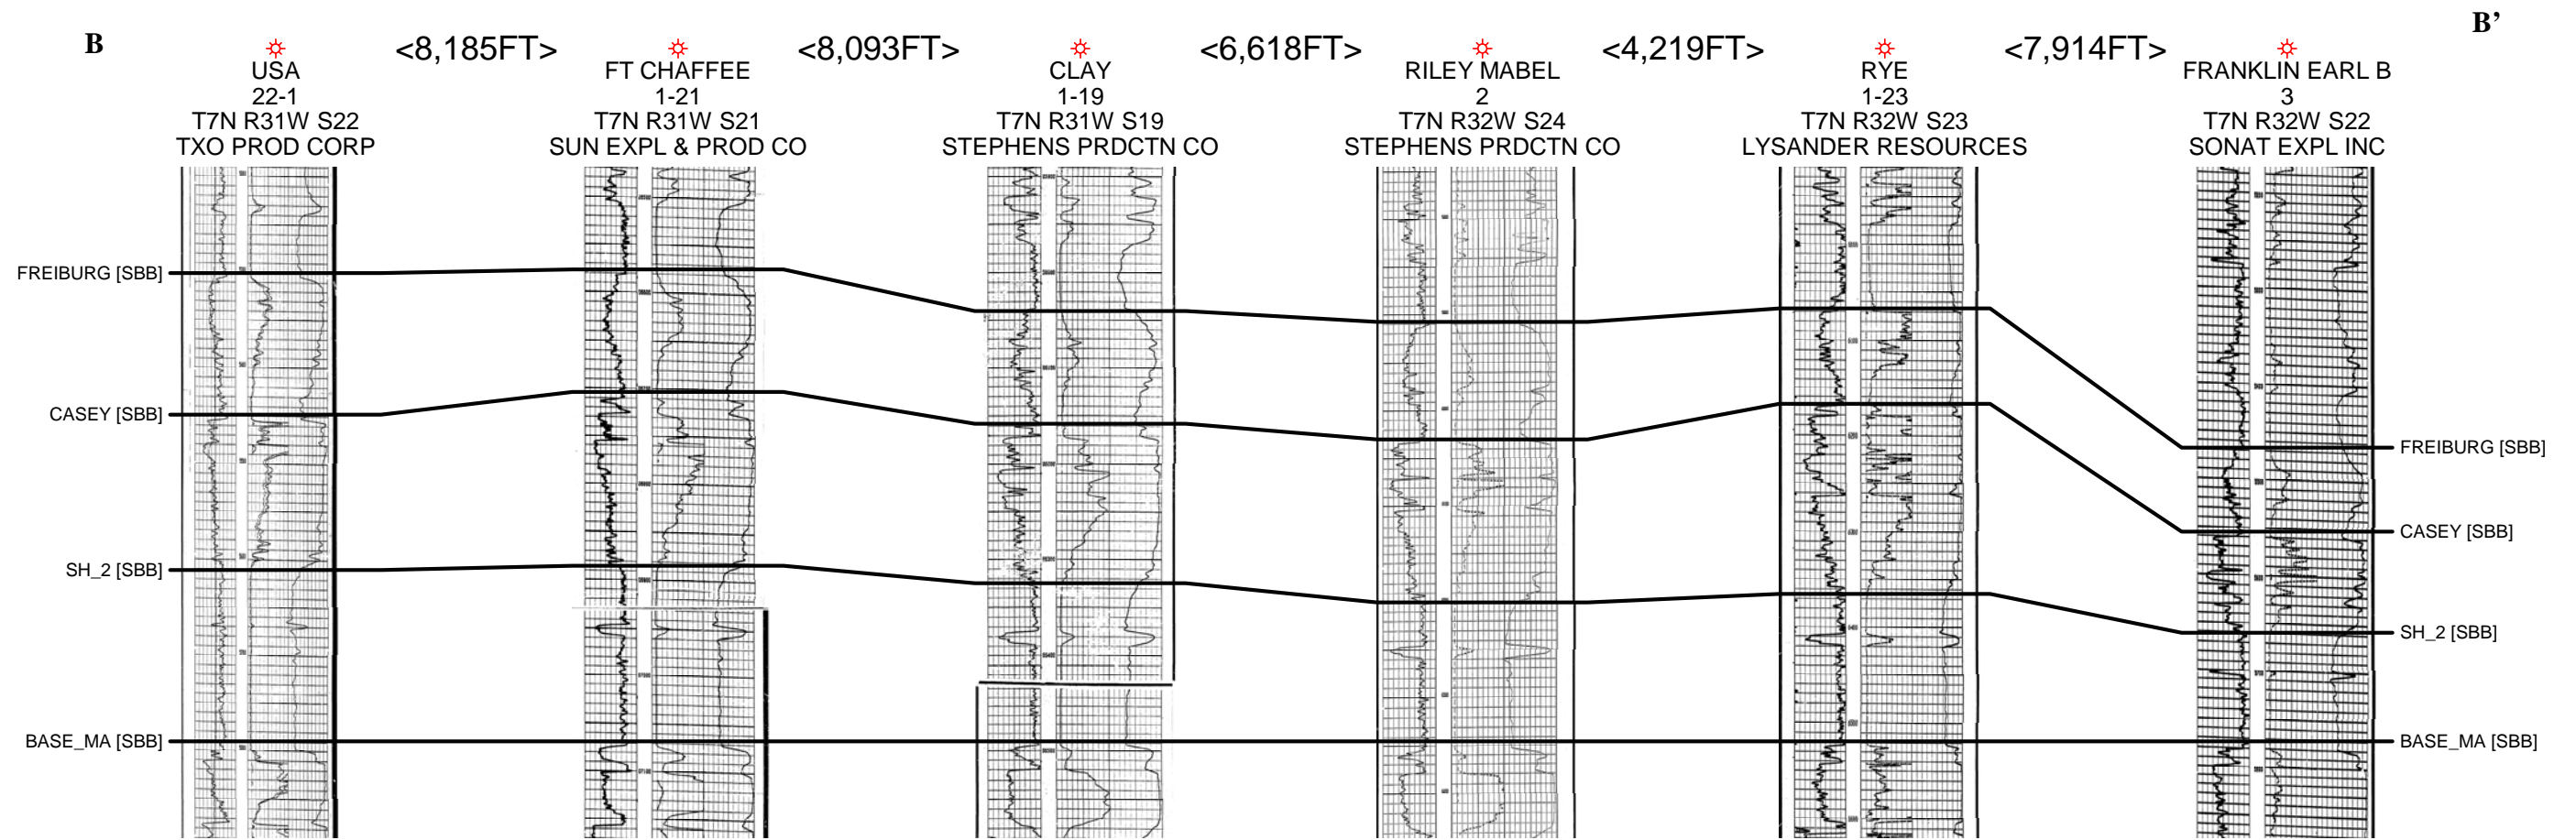 B
B’
<8,185FT>
<8,093FT>
<6,618FT>
<4,219FT>
<7,914FT>
USA
22-1
T7N R31W S22
TXO PROD CORP
FT CHAFFEE
1-21
T7N R31W S21
SUN EXPL & PROD CO
CLAY
1-19
T7N R31W S19
STEPHENS PRDCTN CO
RILEY MABEL
2
T7N R32W S24
STEPHENS PRDCTN CO
RYE
1-23
T7N R32W S23
LYSANDER RESOURCES
FRANKLIN EARL B
3
T7N R32W S22
SONAT EXPL INC
FREIBURG [SBB]
CASEY [SBB]
SH_2 [SBB]
BASE_MA [SBB]
FREIBURG [SBB]
CASEY [SBB]
SH_2 [SBB]
BASE_MA [SBB]